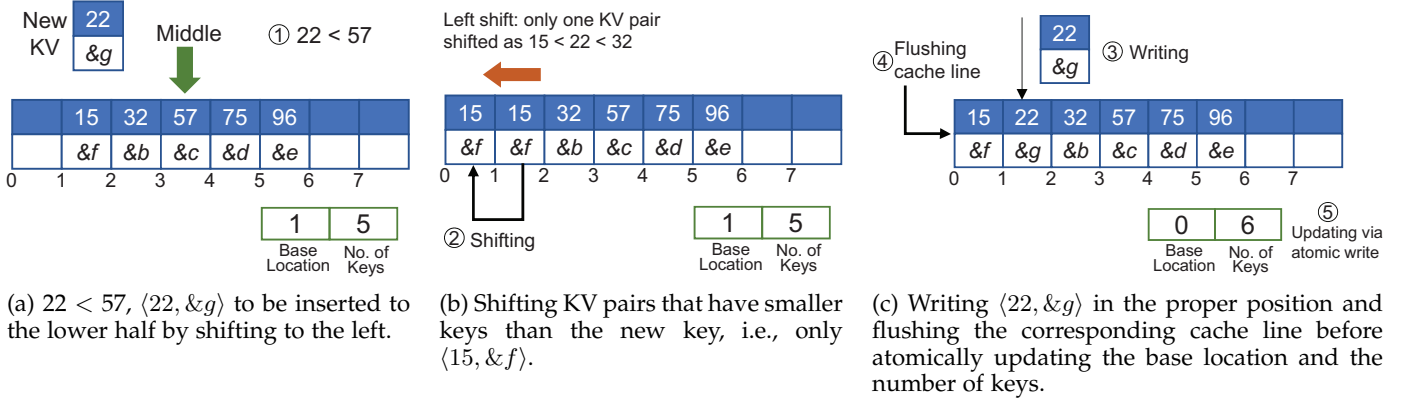 New
KV
22
&g
Middle
① 22 < 57
15 32 57 75 96
&f &b &c &d &e
0 1 2 3 4 5 6 7
1 5
Base Location
No. of Keys
(a) 22 < 57, ⟨22, &g⟩ to be inserted to
the lower half by shifting to the left.
Left shift: only one KV pair
shifted as 15 < 22 < 32
15 15 32 57 75 96
&f &f &b &c &d &e
0 1 2 3 4 5 6 7
② Shifting
1 5
Base Location
No. of Keys
(b) Shifting KV pairs that have smaller
keys than the new key, i.e., only
⟨15, &f⟩.
④ Flushing
cache line
22
&g
③ Writing
15 22 32 57 75 96
&f &g &b &c &d &e
0 1 2 3 4 5 6 7
0 6
Base Location
No. of Keys
⑤
Updating via
atomic write
(c) Writing ⟨22, &g⟩ in the proper position and
flushing the corresponding cache line before
atomically updating the base location and the
number of keys.